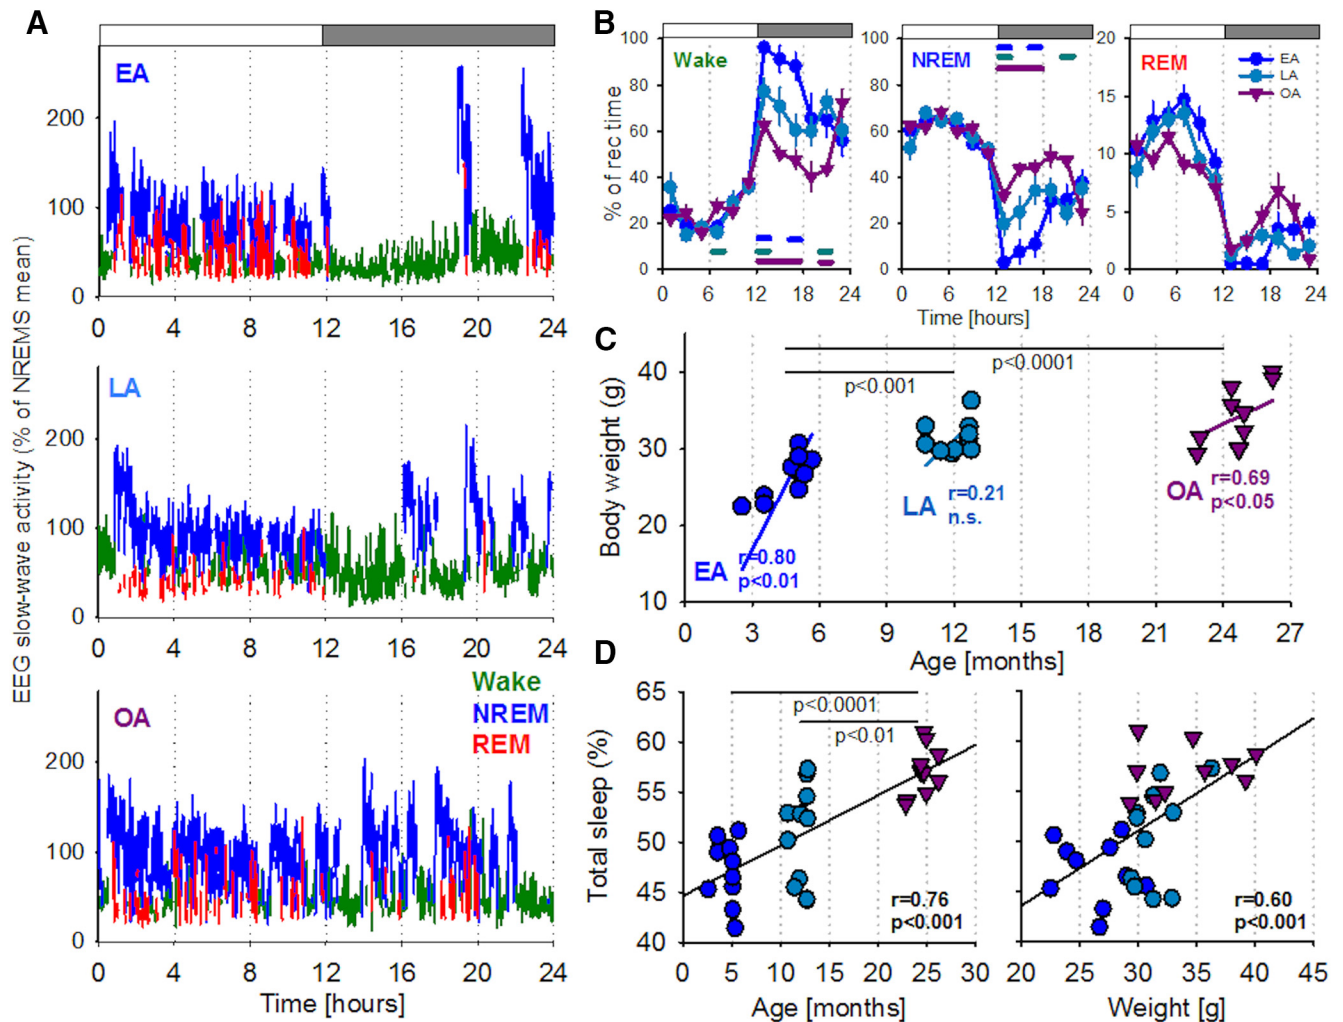 A
EEG slow-wave activity (% of NREMS mean)
EA
200
100
0
0 4 8 12 16 20 24
LA
200
100
0
0 4 8 12 16 20 24
OA
Wake
NREM
REM
200
100
0
0 4 8 12 16 20 24
Time [hours]
B
% of rec time
100
80
60
40
20
0
Wake
0 6 12 18 24
100
80
60
40
20
0
NREM
0 6 12 18 24
20
15
10
5
0
REM
EA
LA
OA
0 6 12 18 24
Time [hours]
C
Body weight (g)
40
30
20
10
p<0.0001
p<0.001
EA
r=0.80
p<0.01
LA
r=0.21
n.s.
OA
r=0.69
p<0.05
0 3 6 9 12 15 18 21 24 27
Age [months]
D
Total sleep (%)
65
60
55
50
45
40
p<0.0001
p<0.01
r=0.76
p<0.001
0 5 10 15 20 25 30
Age [months]
r=0.60
p<0.001
20 25 30 35 40 45
Weight [g]